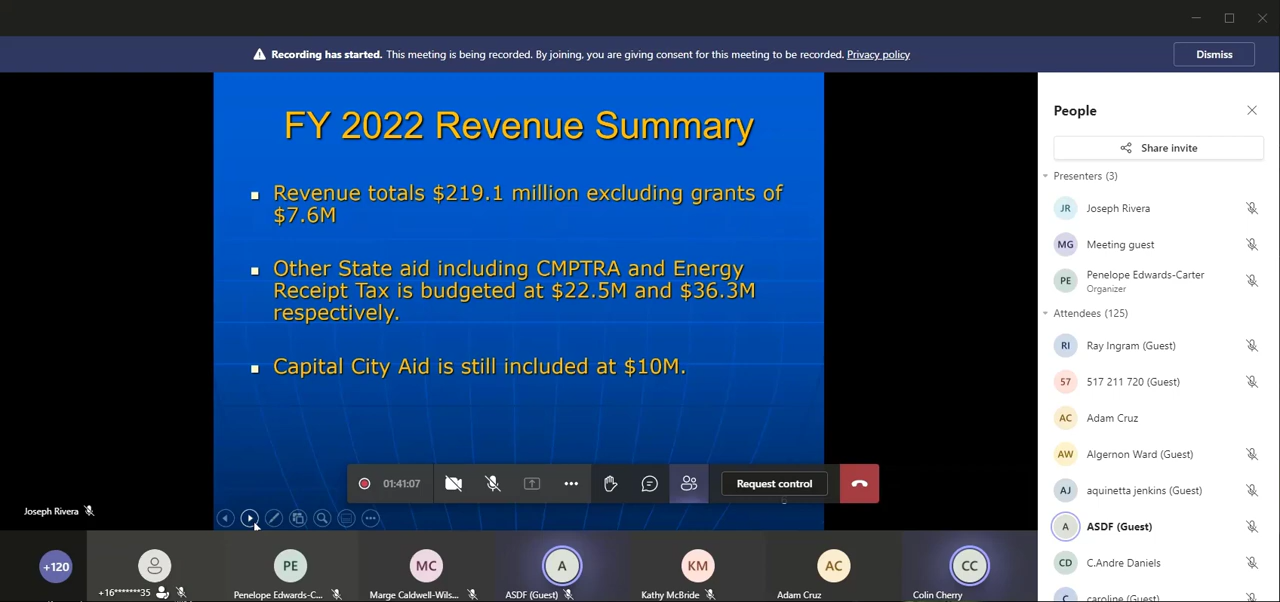 Recording has started. This meeting is being recorded. By joining, you are giving consent for this meeting to be recorded. Privacy policy
Dismiss
FY 2022 Revenue Summary
Revenue totals $219.1 million excluding grants of
$7.6M
Other State aid including CMPTRA and Energy
Receipt Tax is budgeted at $22.5M and $36.3M
respectively.
Capital City Aid is still included at $10M.
01:41:07
Request control
Joseph Rivera
People
Share invite
Presenters (3)
JR Joseph Rivera
MG Meeting guest
PE Penelope Edwards-Carter
Organizer
Attendees (125)
RI Ray Ingram (Guest)
57 517 211 720 (Guest)
AC Adam Cruz
AW Algernon Ward (Guest)
AJ aquinetta jenkins (Guest)
A ASDF (Guest)
CD C.Andre Daniels
C caroline (Guest)
+120
+16*******35
PE
Penelope Edwards-C...
MC
Marge Caldwell-Wils...
A
ASDF (Guest)
KM
Kathy McBride
AC
Adam Cruz
CC
Colin Cherry